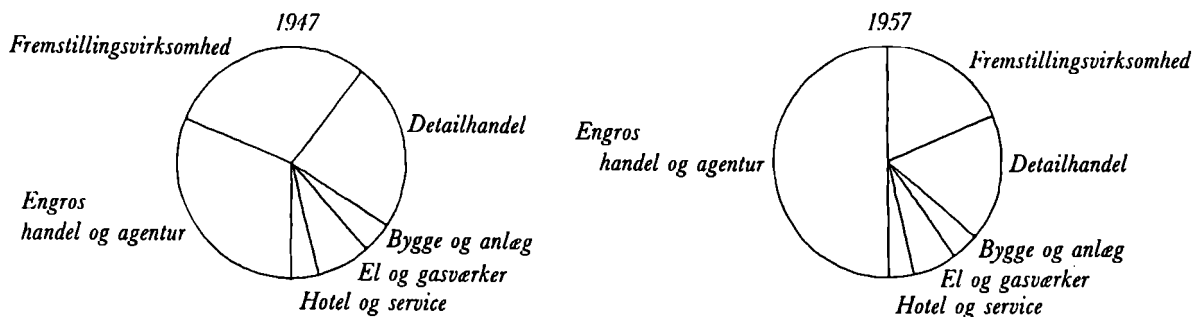 1947
Fremstillingsvirksomhed
Detailhandel
Engros
handel og agentur
Bygge og anlæg
El og gasværker
Hotel og service
1957
Fremstillingsvirksomhed
Engros
handel og agentur
Detailhandel
Bygge og anlæg
El og gasværker
Hotel og service